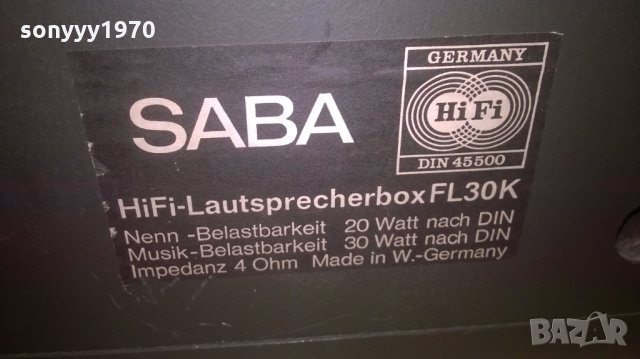 sonyyy1970
SABA
GERMANY
HiFi
DIN 45500
HiFi-Lautsprecherbox FL30K
Nenn -Belastbarkeit 20 Watt nach DIN
Musik-Belastbarkeit 30 Watt nach DIN
Impedanz 4 Ohm Made in W.-Germany
BAZAR